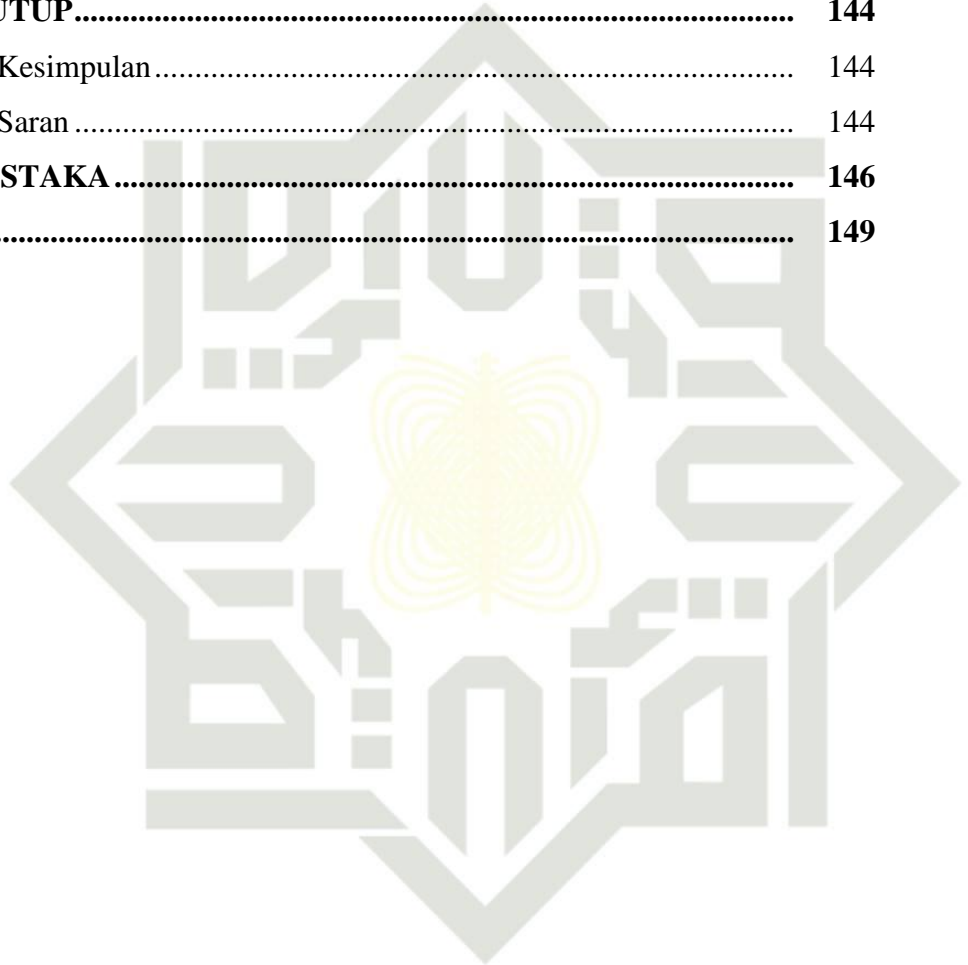 UTUP.......................................................................................... 144
Kesimpulan................................................................................ 144
Saran .......................................................................................... 144
STAKA..................................................................................... 146
.................................................................................................... 149